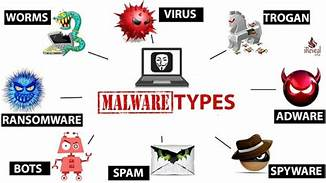 WORMS
VIRUS
TROGAN
RANSOMWARE
MALWARE TYPES
ADWARE
BOTS
SPAM
SPYWARE